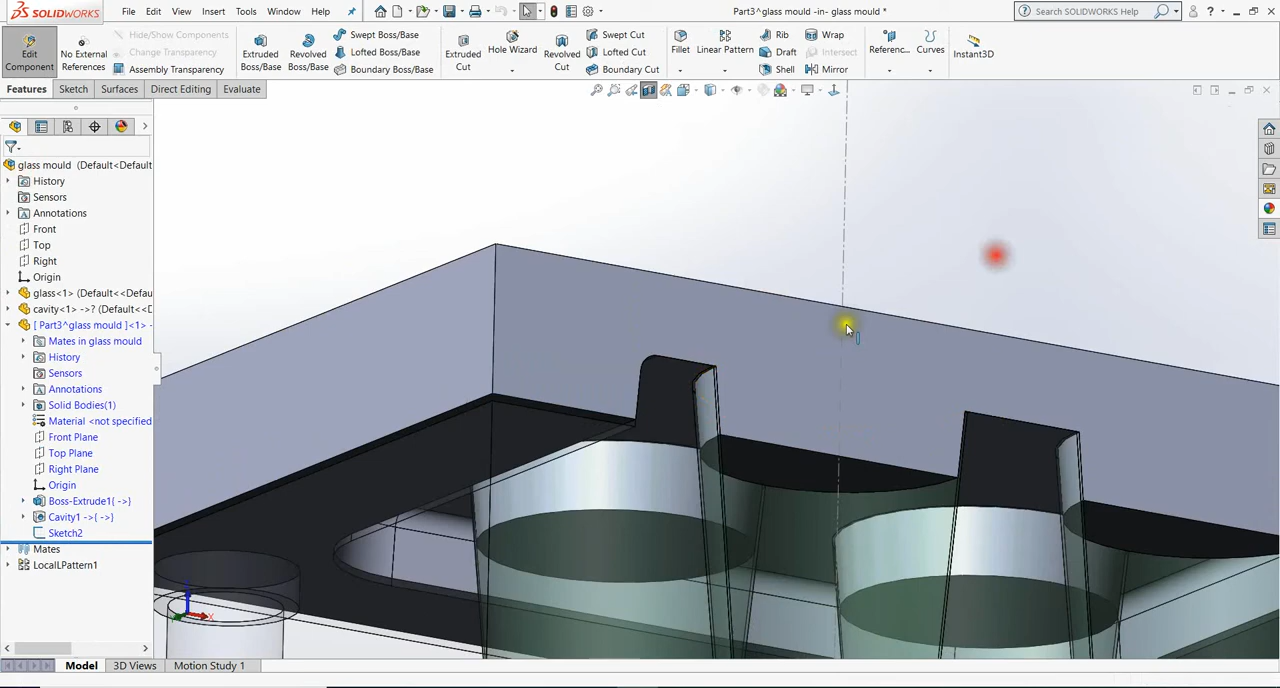 SOLIDWORKS File Edit View Insert Tools Window Help Part3^glass mould -in- glass mould * Search SOLIDWORKS Help
Edit Component
No External References
Hide/Show Components
Change Transparency
Assembly Transparency
Extruded Boss/Base
Revolved Boss/Base
Swept Boss/Base
Lofted Boss/Base
Boundary Boss/Base
Extruded Cut
Hole Wizard
Revolved Cut
Swept Cut
Lofted Cut
Boundary Cut
Fillet
Linear Pattern
Rib
Draft
Shell
Wrap
Intersect
Mirror
Referenc...
Curves
Instant3D
Features Sketch Surfaces Direct Editing Evaluate
glass mould (Default<Default
History
Sensors
Annotations
Front
Top
Right
Origin
glass<1> (Default<<Defau
cavity<1> ->? (Default<<D
[ Part3^glass mould ]<1> -
Mates in glass mould
History
Sensors
Annotations
Solid Bodies(1)
Material <not specified
Front Plane
Top Plane
Right Plane
Origin
Boss-Extrude1{ ->}
Cavity1 ->{ ->}
Sketch2
Mates
LocalLPattern1
X
Model 3D Views Motion Study 1